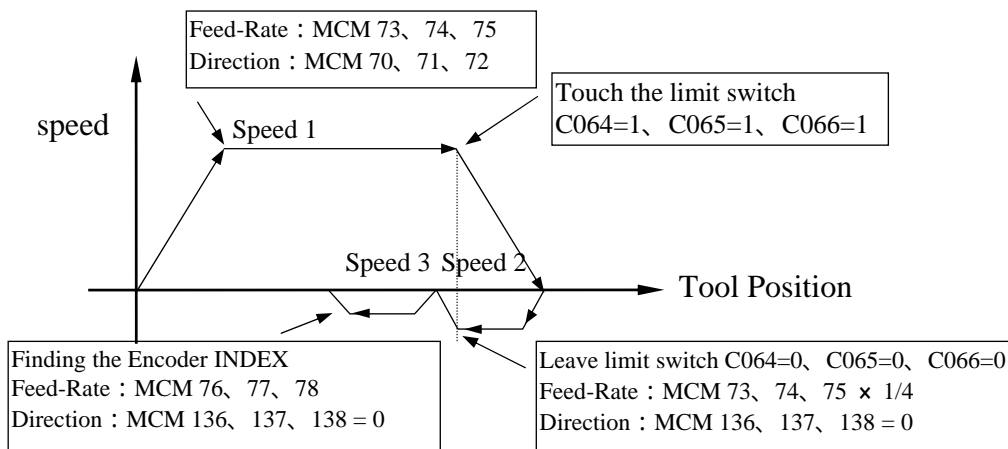 Feed-Rate：MCM 73、74、75
Direction：MCM 70、71、72
Touch the limit switch
C064=1、C065=1、C066=1
speed
Speed 1
Speed 3 Speed 2
Tool Position
Finding the Encoder INDEX
Feed-Rate：MCM 76、77、78
Direction：MCM 136、137、138 = 0
Leave limit switch C064=0、C065=0、C066=0
Feed-Rate：MCM 73、74、75 × 1/4
Direction：MCM 136、137、138 = 0